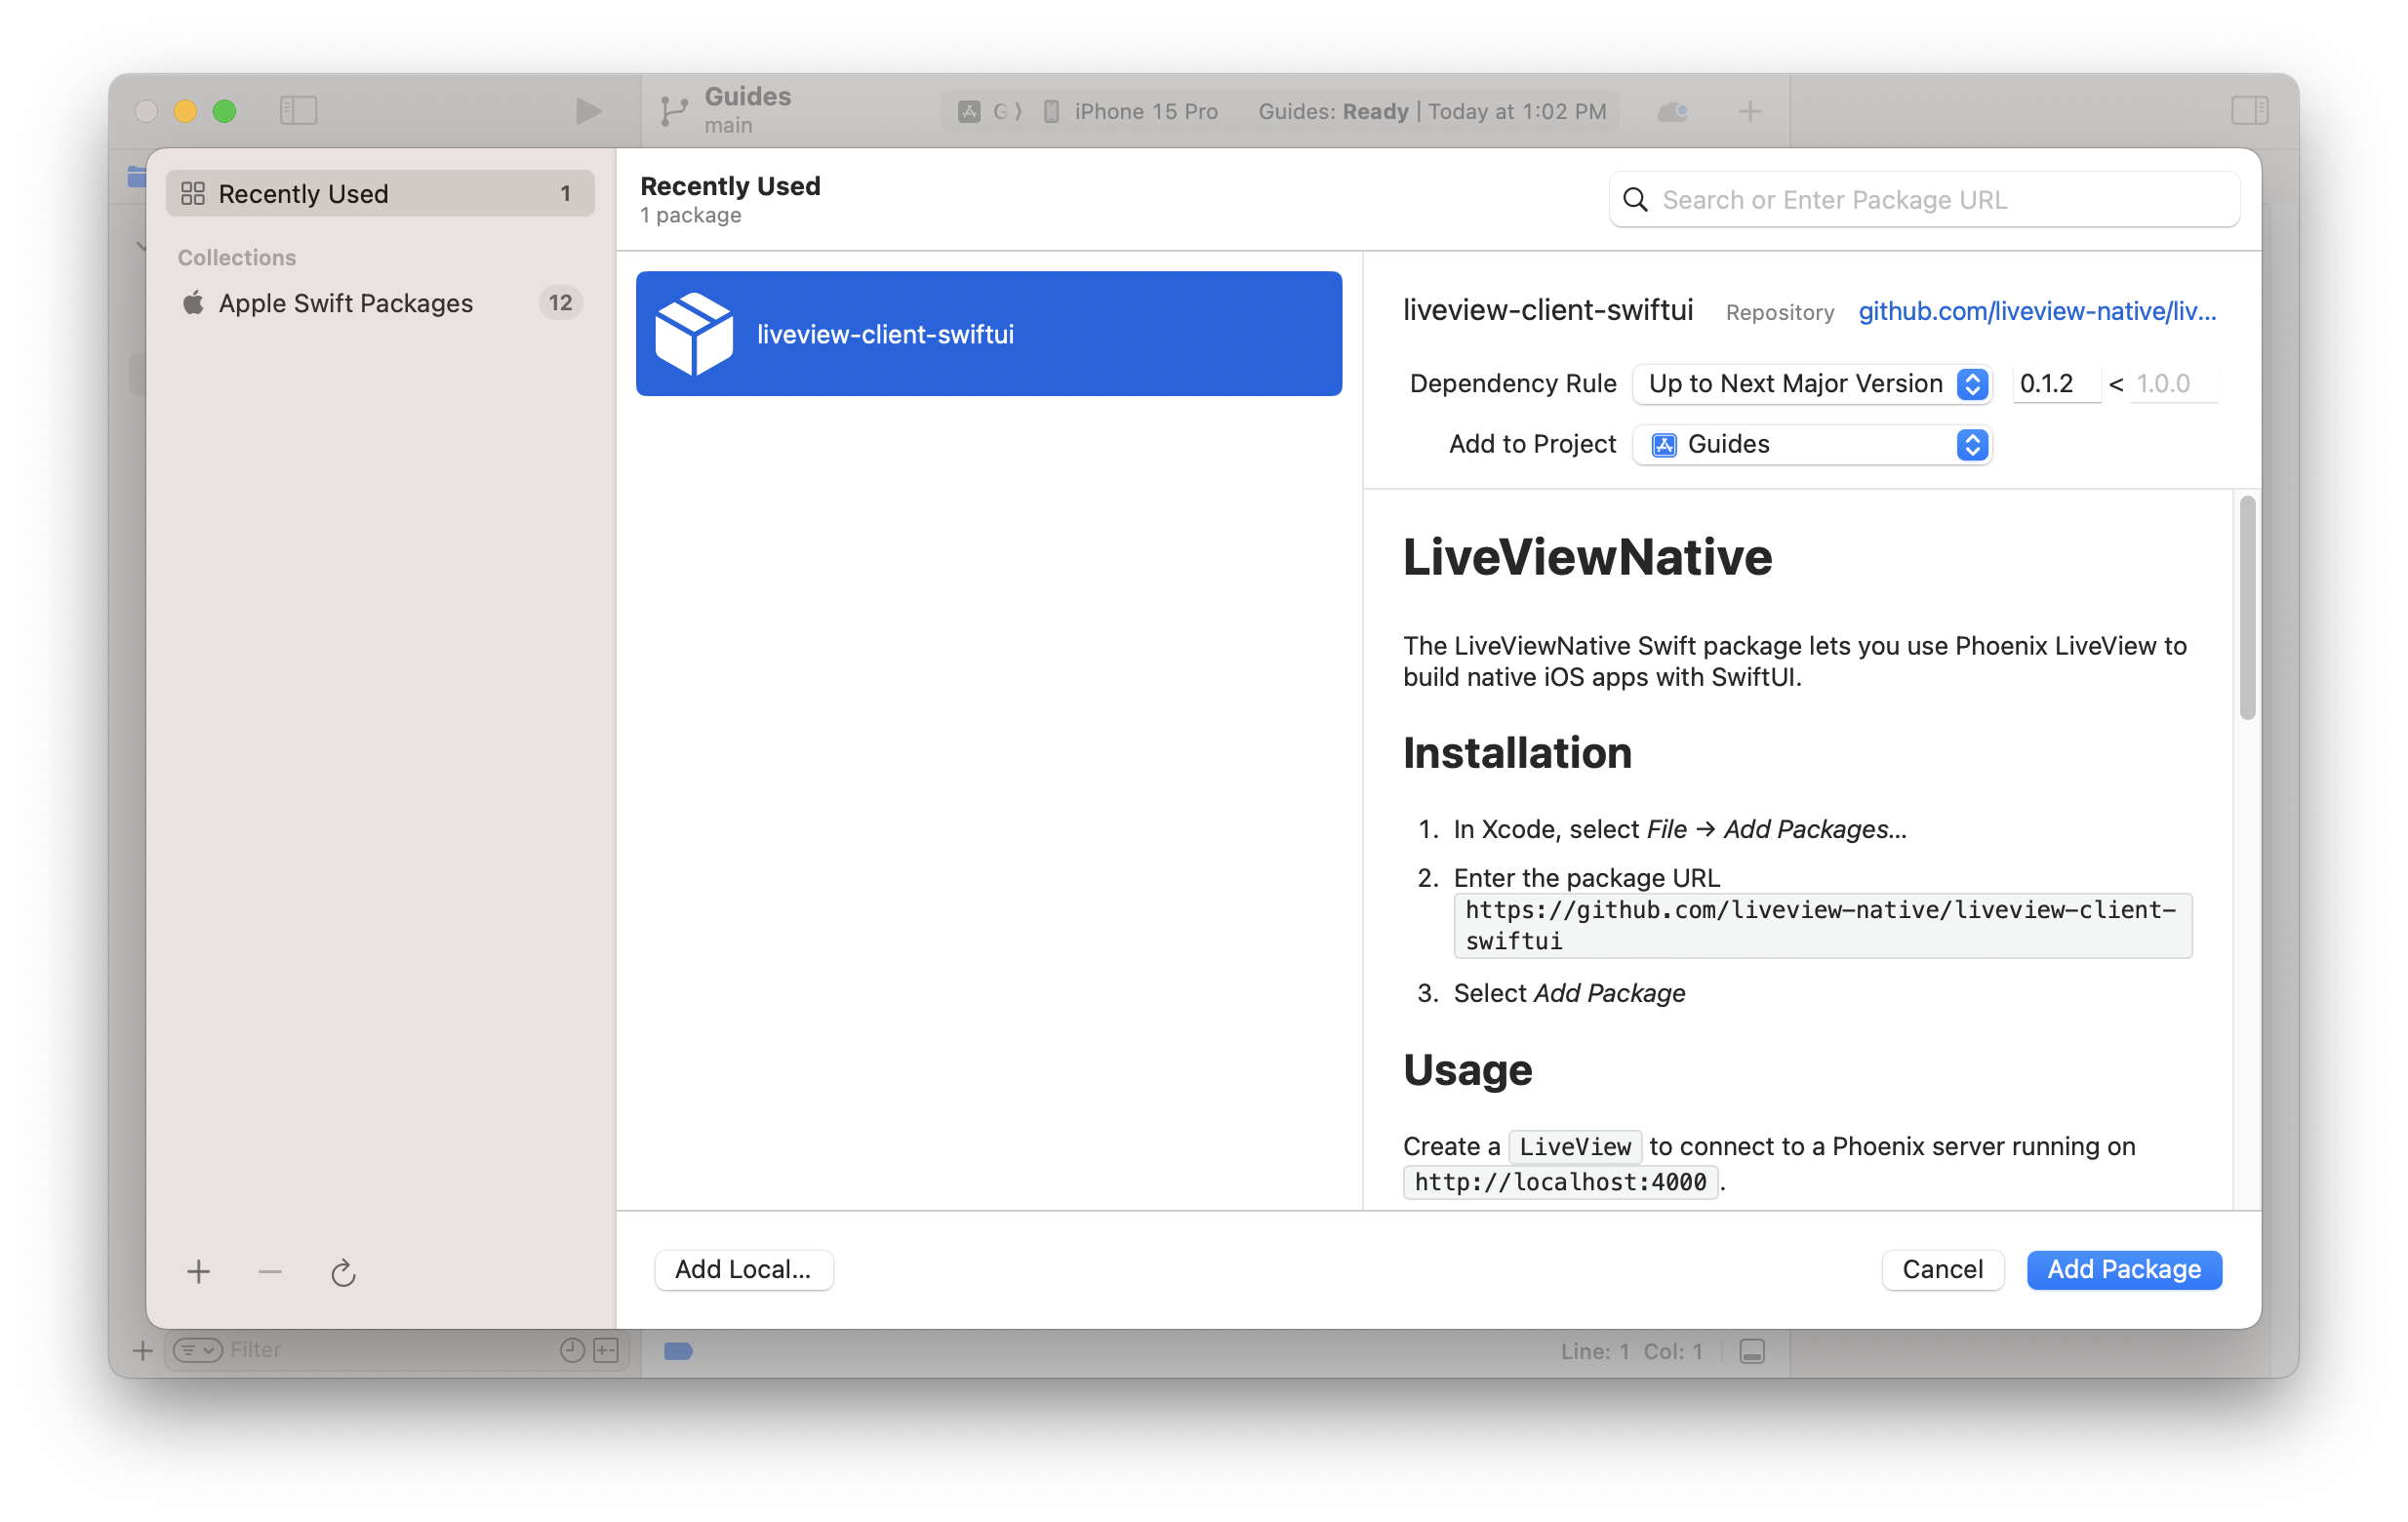 Guides
main
G
iPhone 15 Pro
Guides: Ready | Today at 1:02 PM
Recently Used 1
Collections
Apple Swift Packages 12
Recently Used
1 package
Search or Enter Package URL
liveview-client-swiftui
liveview-client-swiftui Repository github.com/liveview-native/liv...
Dependency Rule Up to Next Major Version 0.1.2 < 1.0.0
Add to Project Guides
LiveViewNative
The LiveViewNative Swift package lets you use Phoenix LiveView to
build native iOS apps with SwiftUI.
Installation
1. In Xcode, select File → Add Packages...
2. Enter the package URL
https://github.com/liveview-native/liveview-client-
swiftui
3. Select Add Package
Usage
Create a LiveView to connect to a Phoenix server running on
http://localhost:4000.
Add Local... Cancel Add Package
Filter
Line: 1 Col: 1